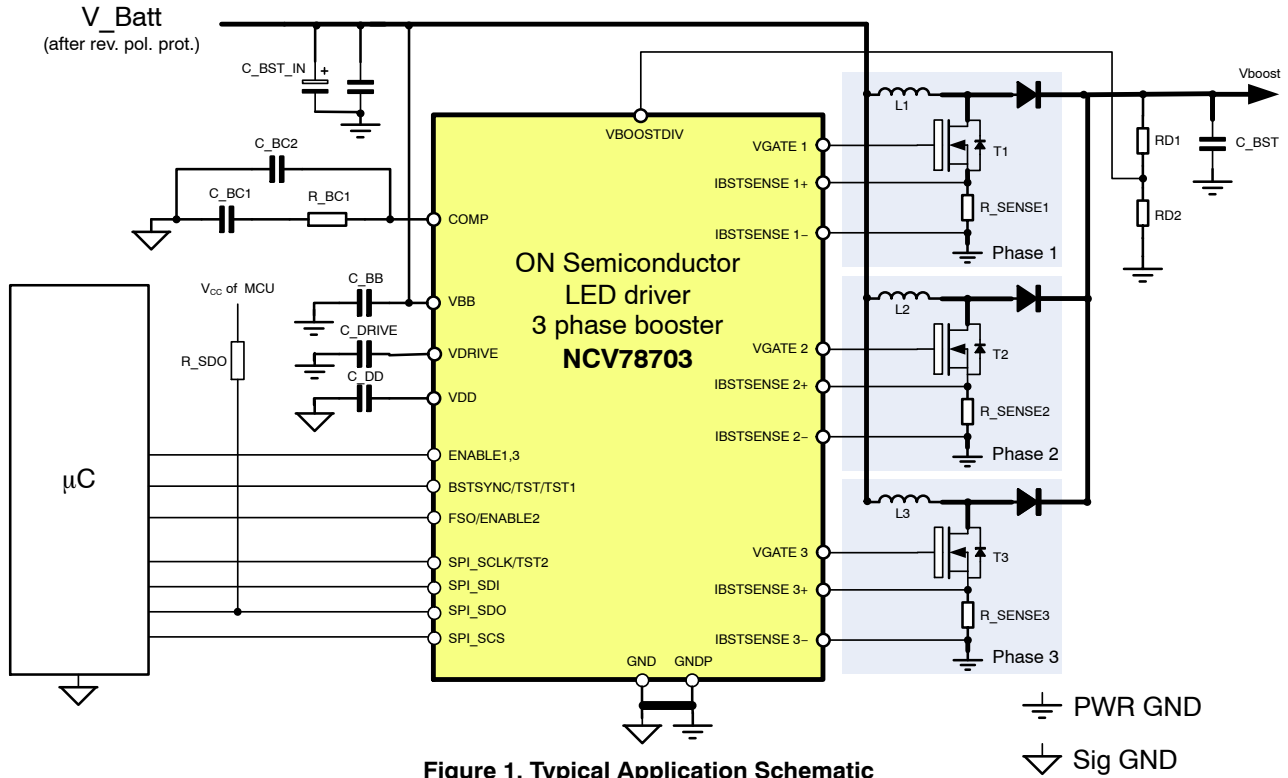 V_Batt
(after rev. pol. prot.)
C_BST_IN
+
Vboost
L1
VBOOSTDIV
VGATE 1
T1
RD1
C_BST
C_BC2
IBSTSENSE 1+
C_BC1
R_BC1
R_SENSE1
RD2
COMP
IBSTSENSE 1−
Phase 1
ON Semiconductor
LED driver
3 phase booster
NCV78703
V_CC of MCU
C_BB
VBB
L2
C_DRIVE
VDRIVE
VGATE 2
T2
R_SDO
C_DD
VDD
IBSTSENSE 2+
R_SENSE2
IBSTSENSE 2−
Phase 2
µC
ENABLE1,3
BSTSYNC/TST/TST1
FSO/ENABLE2
L3
SPI_SCLK/TST2
VGATE 3
T3
SPI_SDI
IBSTSENSE 3+
SPI_SDO
R_SENSE3
SPI_SCS
IBSTSENSE 3−
Phase 3
GND
GNDP
PWR GND
Sig GND
Figure 1. Typical Application Schematic